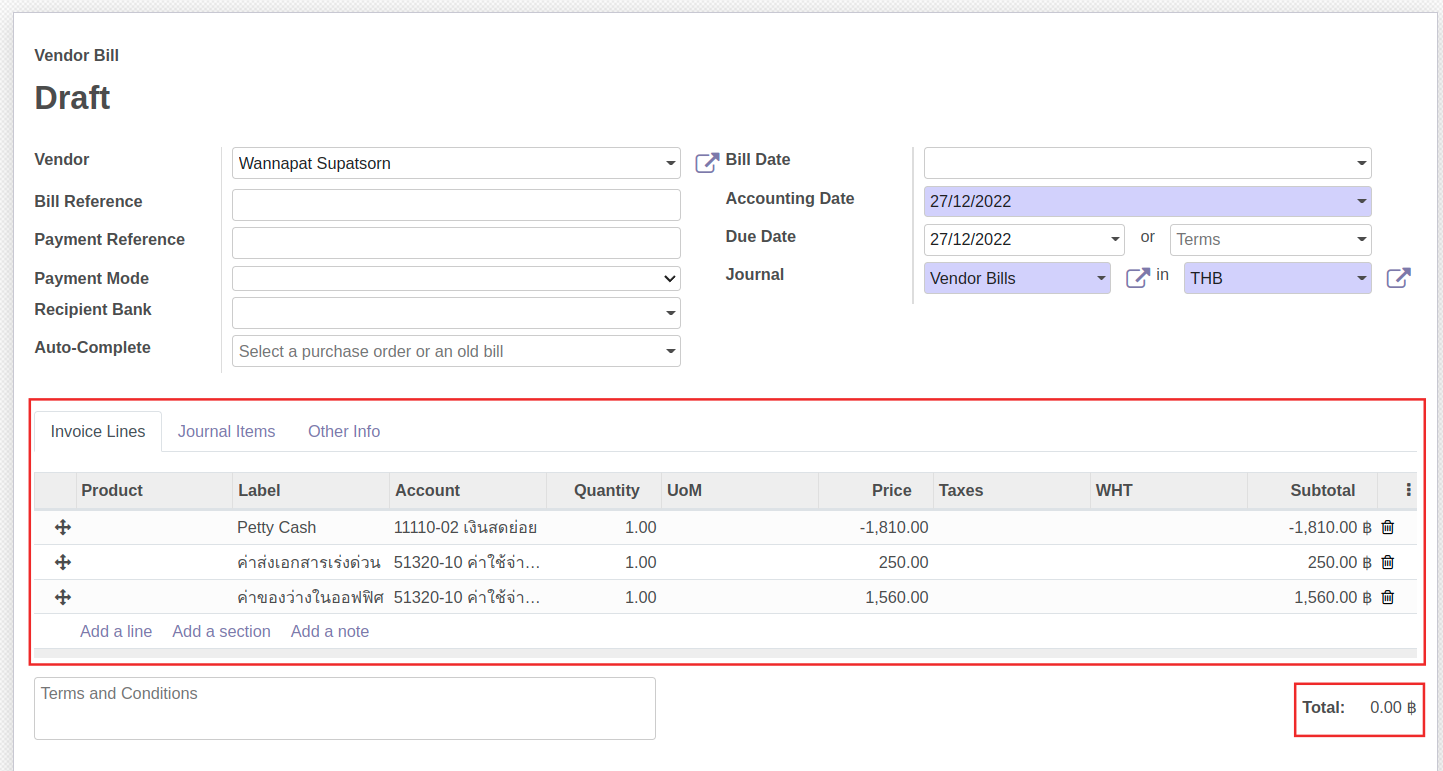 Vendor Bill
Draft
Vendor Wannapat Supatsorn
Bill Reference
Payment Reference
Payment Mode
Recipient Bank
Auto-Complete Select a purchase order or an old bill
Bill Date
Accounting Date 27/12/2022
Due Date 27/12/2022 or Terms
Journal Vendor Bills in THB
Invoice Lines Journal Items Other Info
Product Label Account Quantity UoM Price Taxes WHT Subtotal
Petty Cash 11110-02 เงินสดย่อย 1.00 -1,810.00 -1,810.00 ฿
ค่าส่งเอกสารเร่งด่วน 51320-10 ค่าใช้จ่า… 1.00 250.00 250.00 ฿
ค่าของว่างในออฟฟิศ 51320-10 ค่าใช้จ่า… 1.00 1,560.00 1,560.00 ฿
Add a line Add a section Add a note
Terms and Conditions
Total: 0.00 ฿